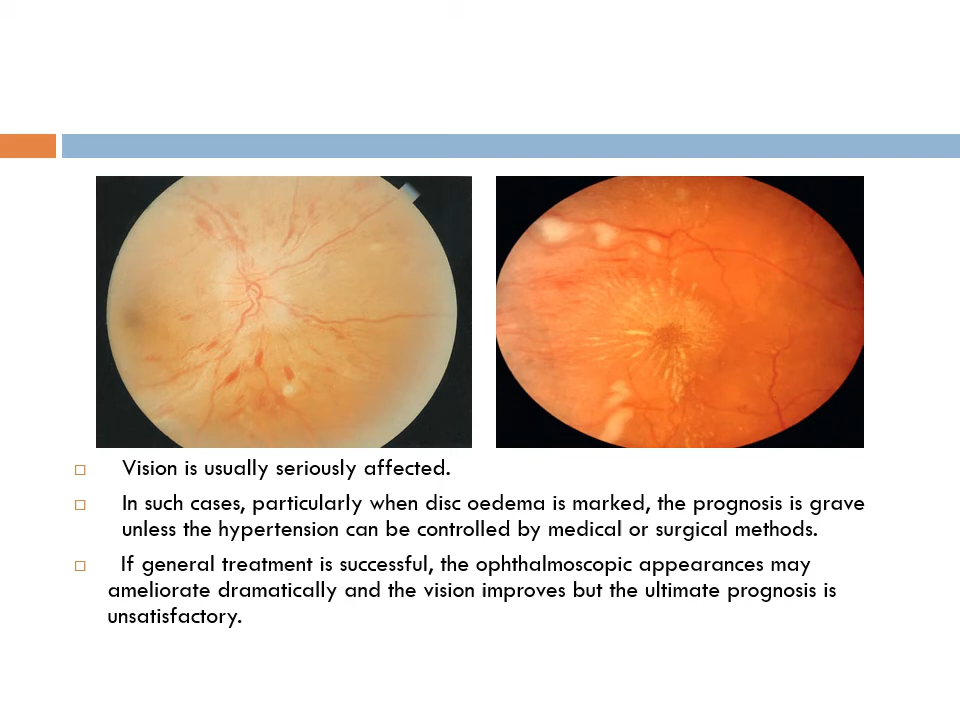 Vision is usually seriously affected.
In such cases, particularly when disc oedema is marked, the prognosis is grave
unless the hypertension can be controlled by medical or surgical methods.
If general treatment is successful, the ophthalmoscopic appearances may
ameliorate dramatically and the vision improves but the ultimate prognosis is
unsatisfactory.